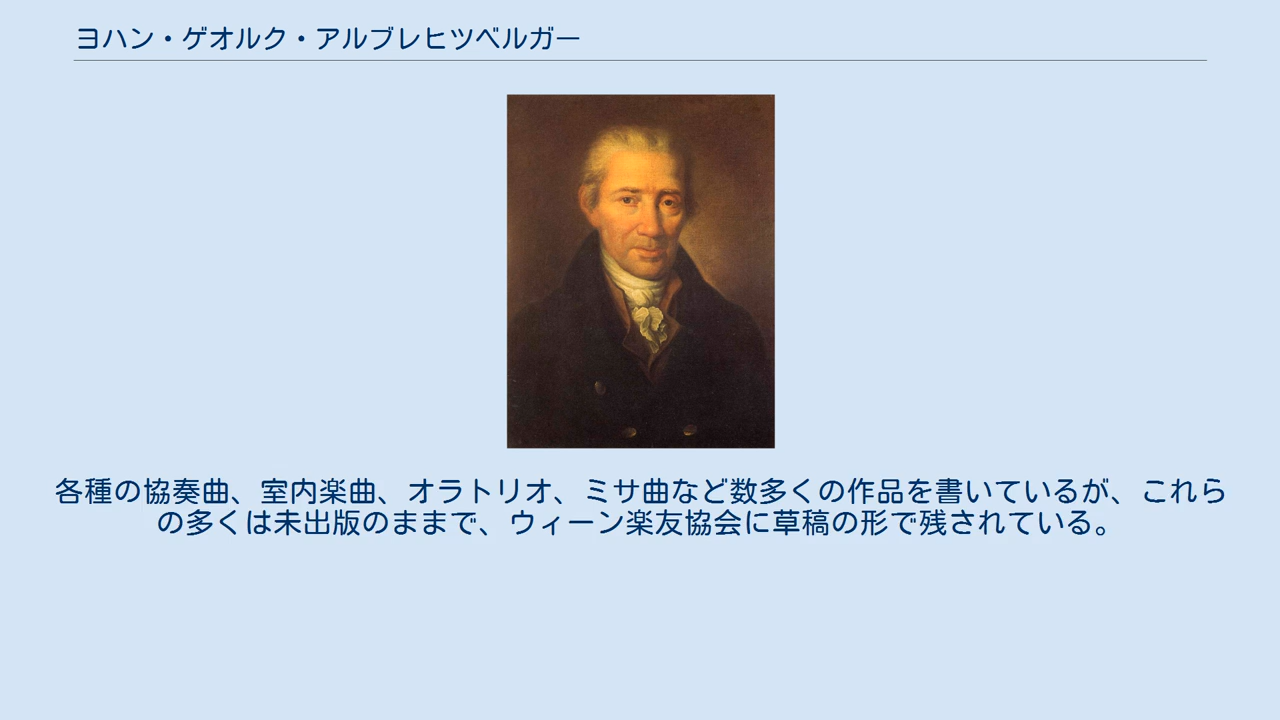 ヨハン・ゲオルク・アルブレヒツベルガー
各種の協奏曲、室内楽曲、オラトリオ、ミサ曲など数多くの作品を書いているが、これら
の多くは未出版のままで、ウィーン楽友協会に草稿の形で残されている。